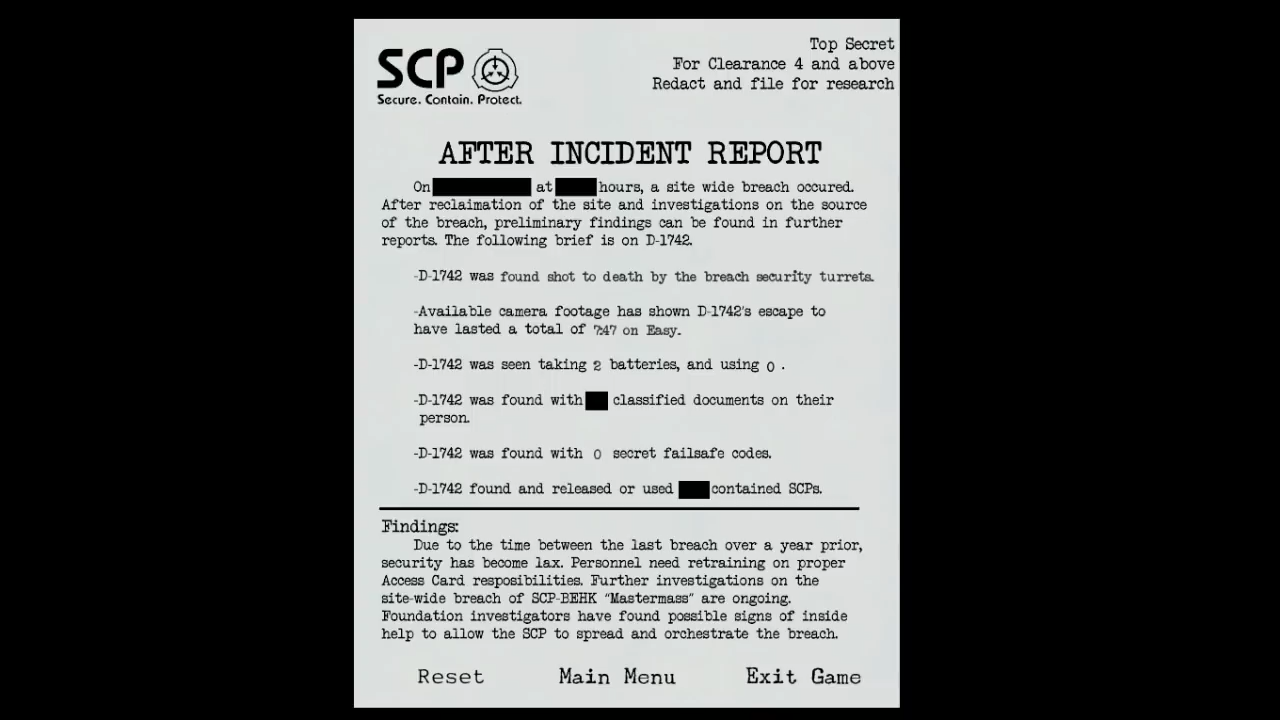 SCP
Secure. Contain. Protect.
Top Secret
For Clearance 4 and above
Redact and file for research
AFTER INCIDENT REPORT
On at hours, a site wide breach occured.
After reclaimation of the site and investigations on the source
of the breach, preliminary findings can be found in further
reports. The following brief is on D-1742.
-D-1742 was found shot to death by the breach security turrets.
-Available camera footage has shown D-1742's escape to
have lasted a total of 7:47 on Easy.
-D-1742 was seen taking 2 batteries, and using 0 .
-D-1742 was found with classified documents on their
person.
-D-1742 was found with 0 secret failsafe codes.
-D-1742 found and released or used contained SCPs.
Findings:
Due to the time between the last breach over a year prior,
security has become lax. Personnel need retraining on proper
Access Card resposibilities. Further investigations on the
site-wide breach of SCP-BEHK "Mastermass" are ongoing.
Foundation investigators have found possible signs of inside
help to allow the SCP to spread and orchestrate the breach.
Reset Main Menu Exit Game